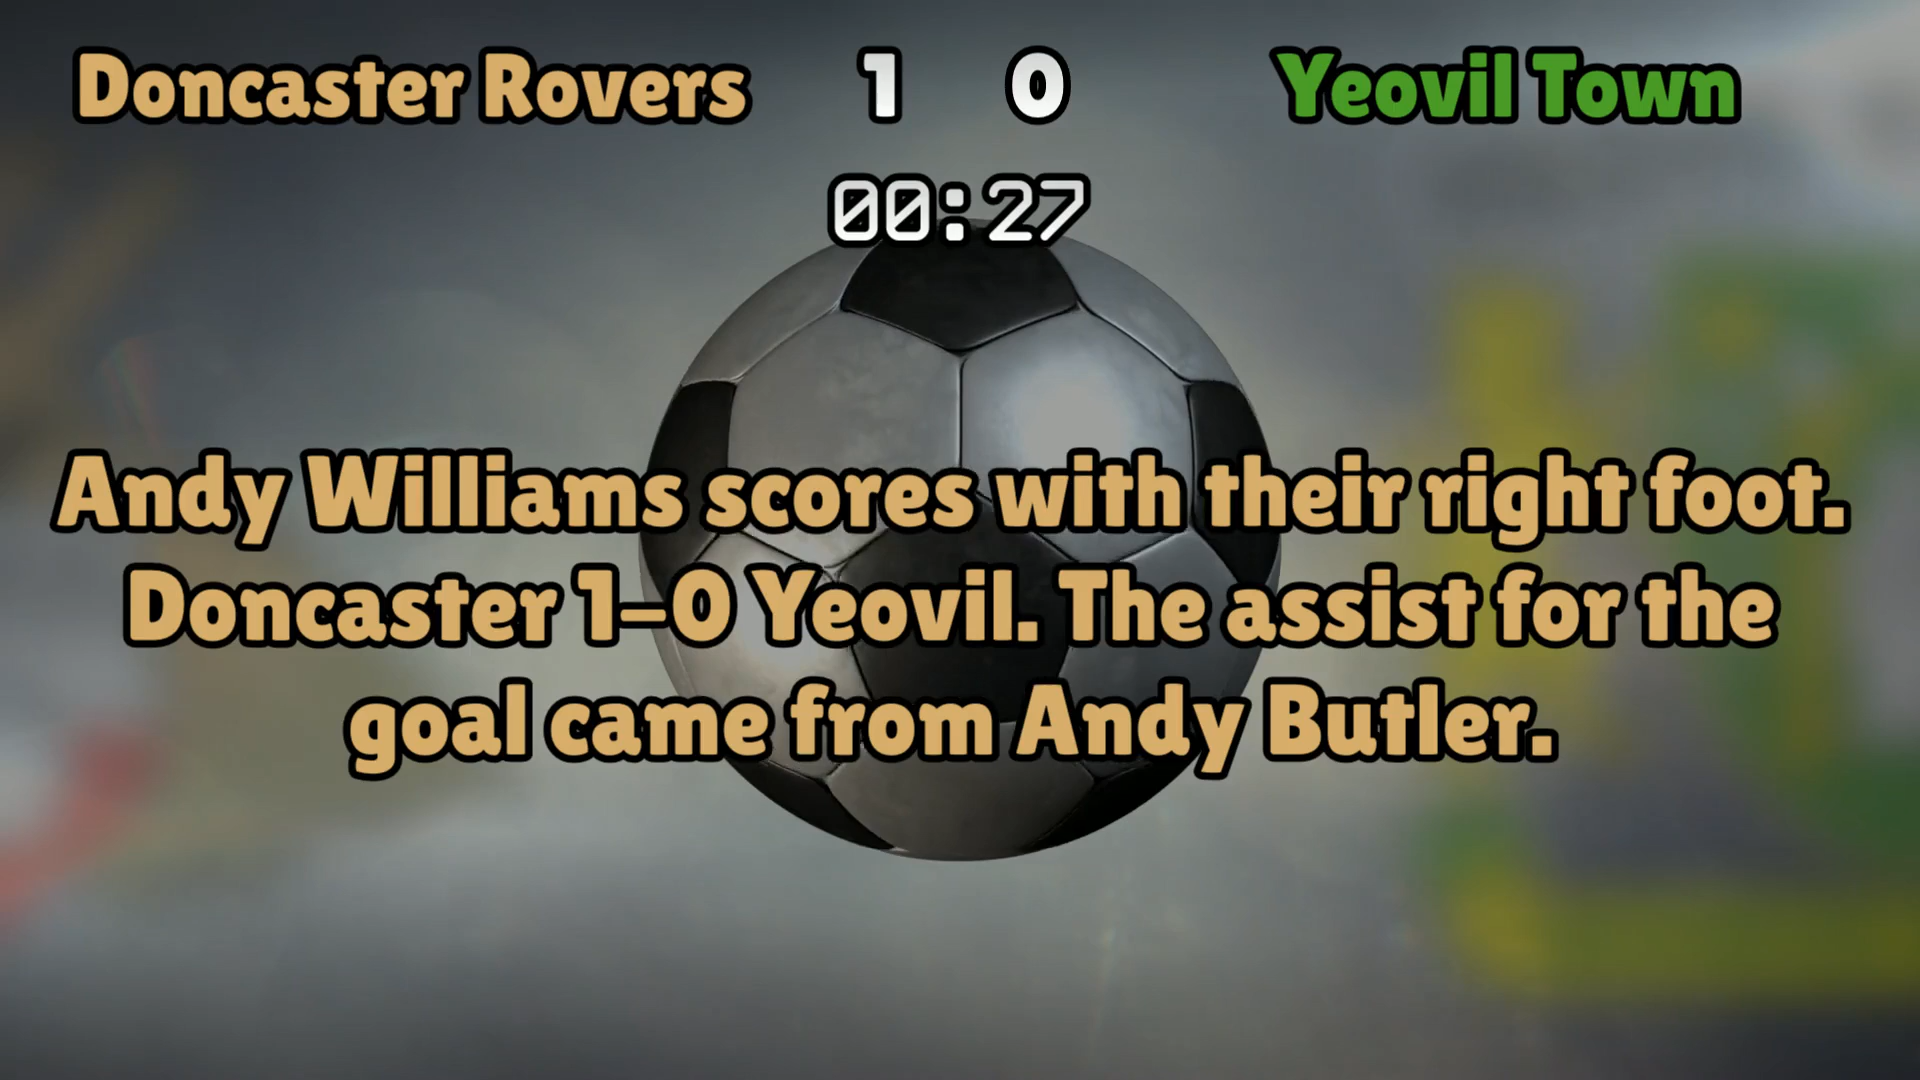 Doncaster Rovers 1 0 Yeovil Town
00:27
Andy Williams scores with their right foot.
Doncaster 1–0 Yeovil. The assist for the
goal came from Andy Butler.